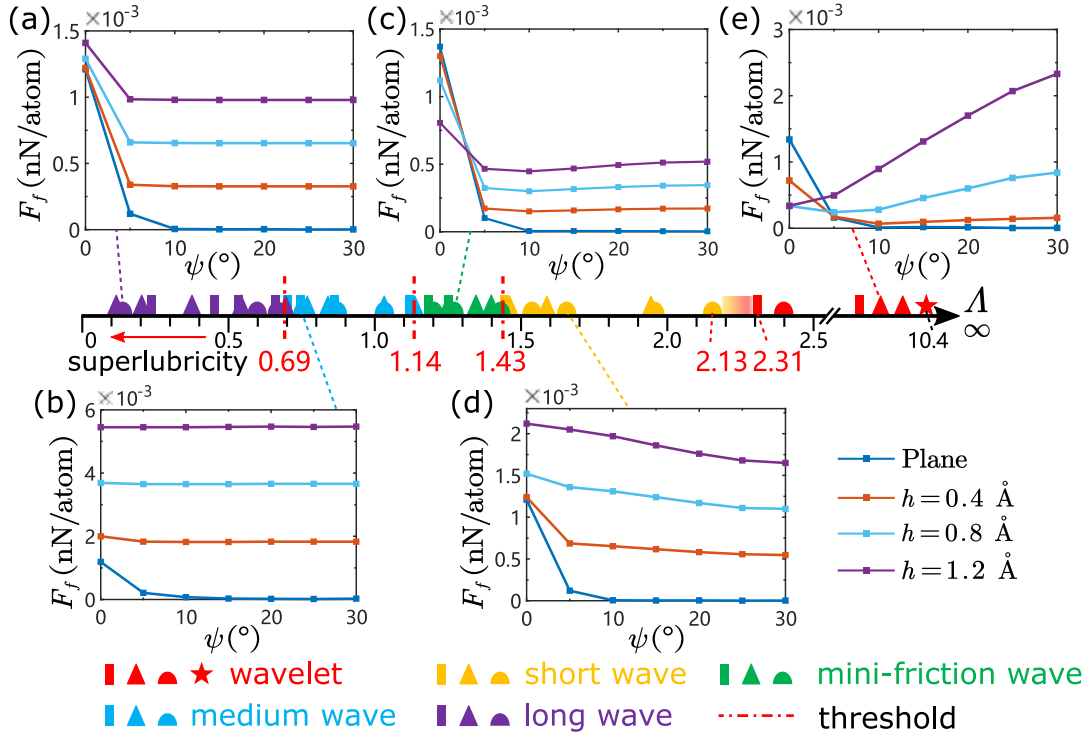 (a)
×10⁻³
F_f (nN/atom)
1.5
1
0.5
0
0 10 20 30
ψ(°)
(c)
×10⁻³
F_f (nN/atom)
1.5
1
0.5
0
0 10 20 30
ψ(°)
(e)
×10⁻³
F_f (nN/atom)
3
2
1
0
0 10 20 30
ψ(°)
0 0.5 1.0 1.5 2.0 2.5 10.4
Λ
∞
superlubricity
0.69 1.14 1.43 2.13 2.31
(b)
×10⁻³
F_f (nN/atom)
6
4
2
0
0 10 20 30
ψ(°)
(d)
×10⁻³
F_f (nN/atom)
2
1.5
1
0.5
0
0 10 20 30
ψ(°)
Plane
h=0.4 Å
h=0.8 Å
h=1.2 Å
wavelet
short wave
mini-friction wave
medium wave
long wave
threshold